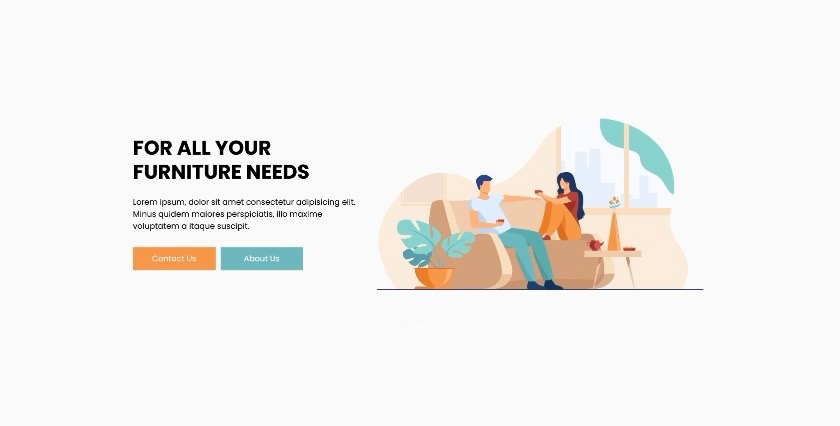 FOR ALL YOUR
FURNITURE NEEDS
Lorem ipsum, dolor sit amet consectetur adipisicing elit.
Minus quidem maiores perspiciatis, illo maxime
voluptatem a itaque suscipit.
Contact Us
About Us